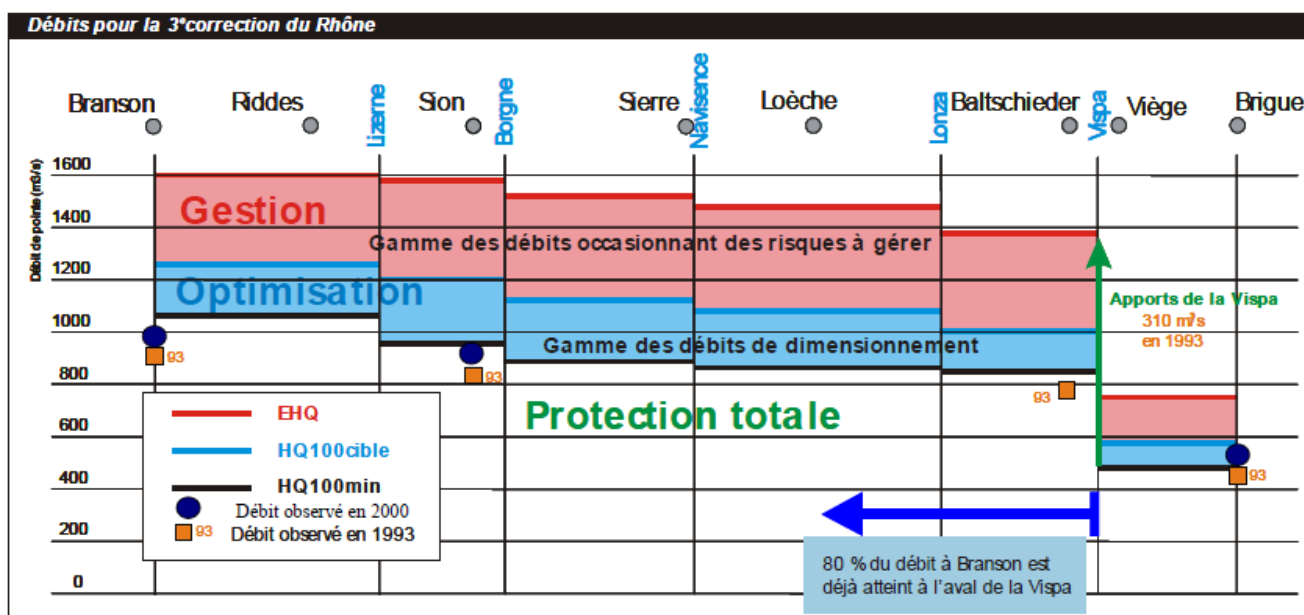 Débits pour la 3ᵉcorrection du Rhône
Branson
Riddes
Lizerne
Sion
Borgne
Sierre
Navisence
Loèche
Lonza
Baltschieder
Vispa
Viège
Brigue
Débit de pointe (m3/s)
1600
1400
1200
1000
800
600
400
200
0
Gestion
Gamme des débits occasionnant des risques à gérer
Optimisation
Gamme des débits de dimensionnement
Protection totale
Apports de la Vispa
310 m³/s
en 1993
93
93
93
93
EHQ
HQ100cible
HQ100min
Débit observé en 2000
93 Débit observé en 1993
80 % du débit à Branson est
déjà atteint à l'aval de la Vispa